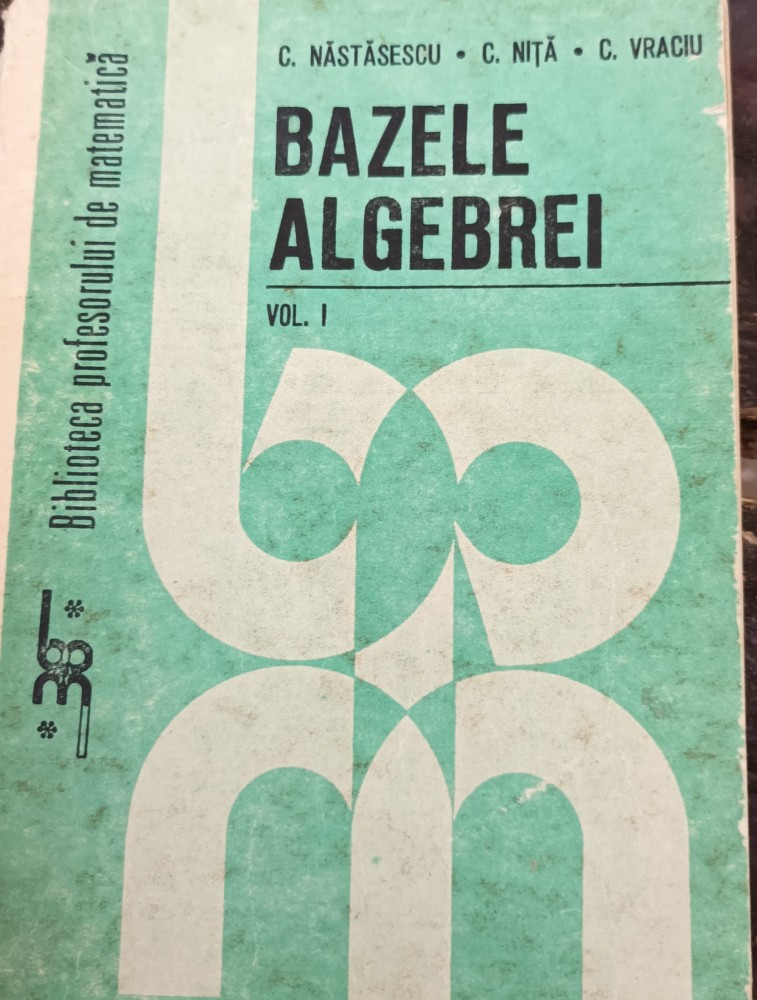 C. NĂSTĂSESCU • C. NIȚĂ • C. VRACIU
BAZELE
ALGEBREI
VOL. I
Biblioteca profesorului de matematică